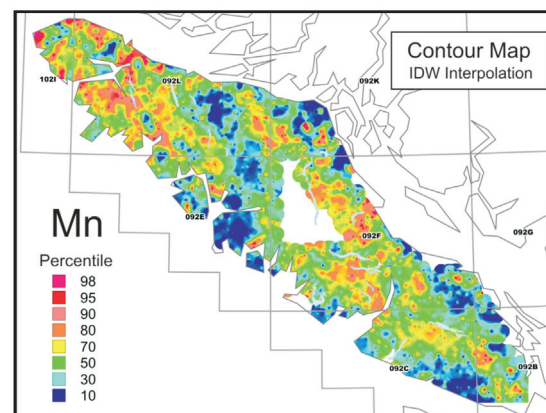 Contour Map
IDW Interpolation
102I
092L
092K
092E
092F
092G
092C
092B
Mn
Percentile
98
95
90
80
70
50
30
10